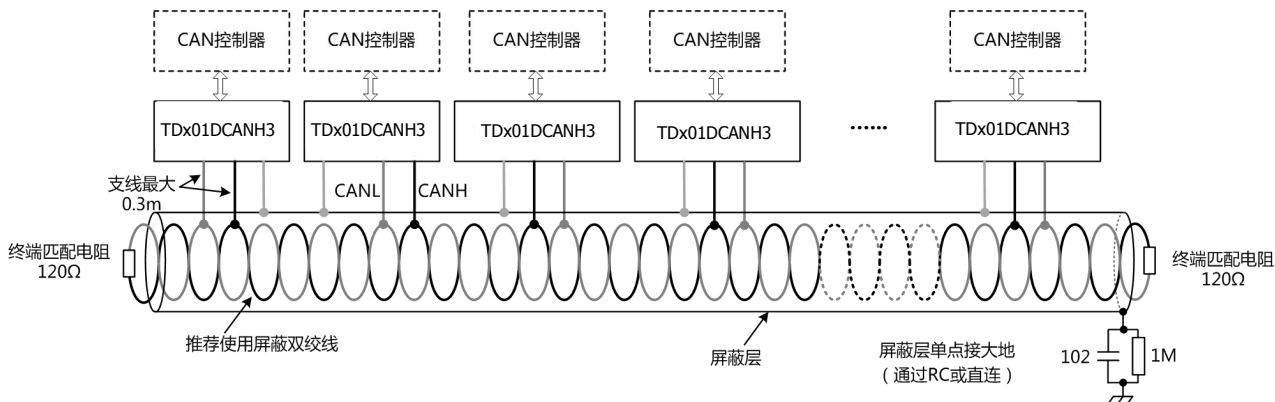 CAN控制器
CAN控制器
CAN控制器
CAN控制器
CAN控制器
TDx01DCANH3
TDx01DCANH3
TDx01DCANH3
TDx01DCANH3
······
TDx01DCANH3
支线最大
0.3m
CANL
CANH
终端匹配电阻
120Ω
终端匹配电阻
120Ω
推荐使用屏蔽双绞线
屏蔽层
屏蔽层单点接大地
（通过RC或直连）
102
1M